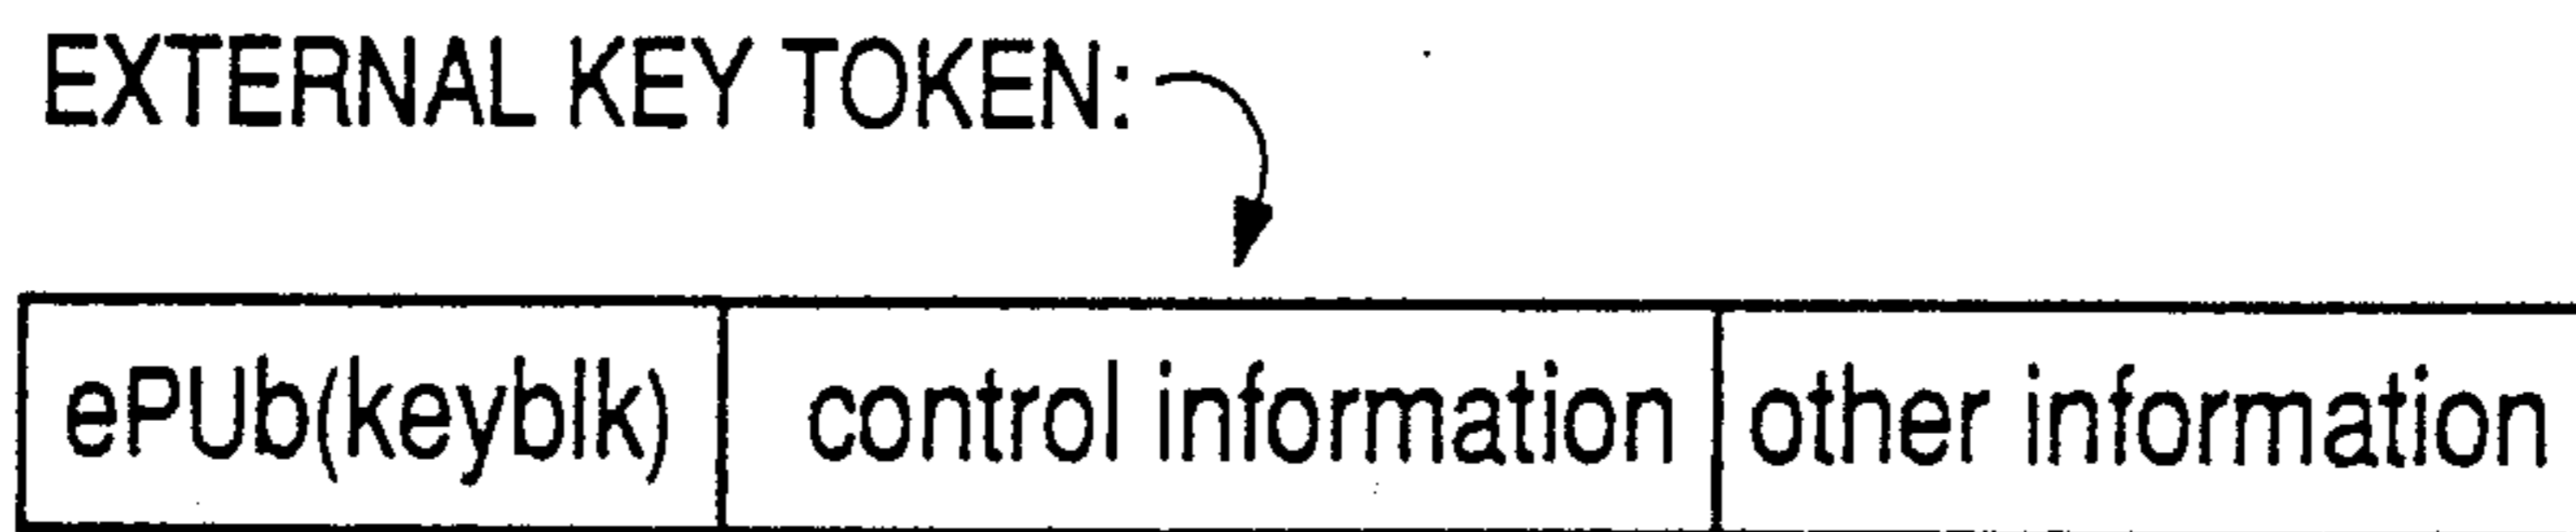 EXTERNAL KEY TOKEN:
ePUb(keyblk) control information other information